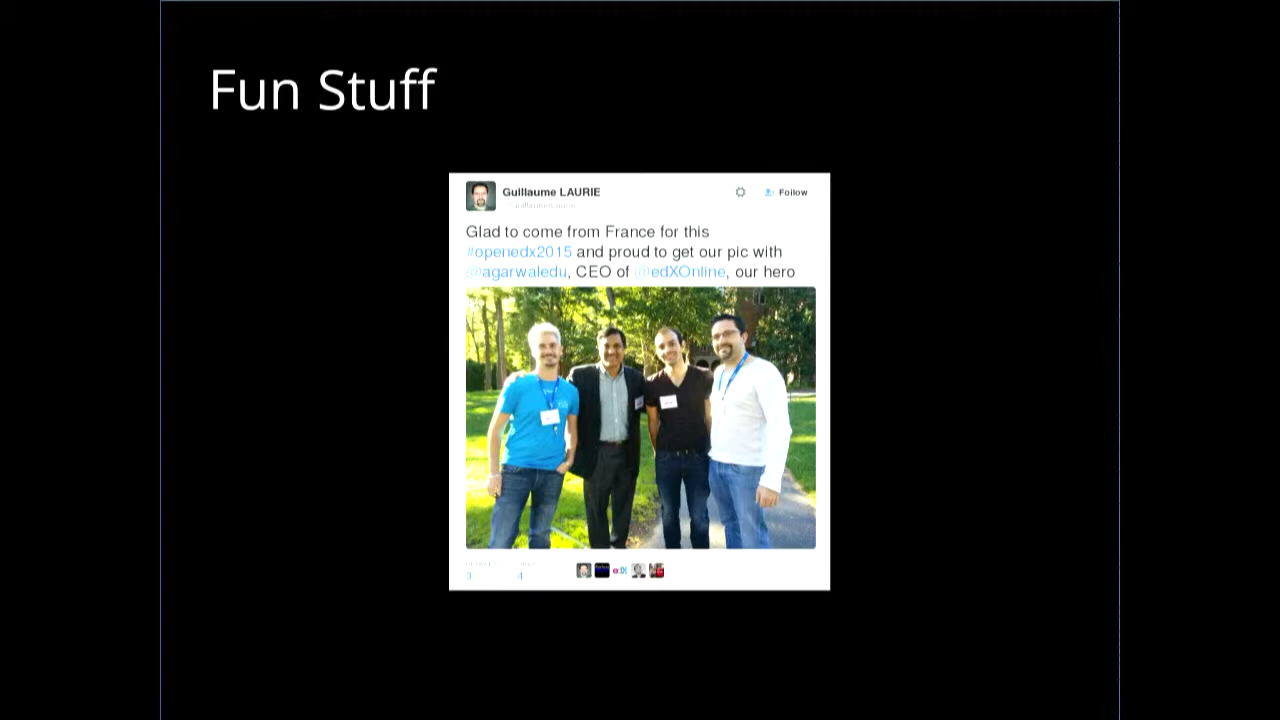 Fun Stuff
Guillaume LAURIE
Follow
Glad to come from France for this
#openedx2015 and proud to get our pic with
@agarwaledu, CEO of @edXOnline, our hero
3 4